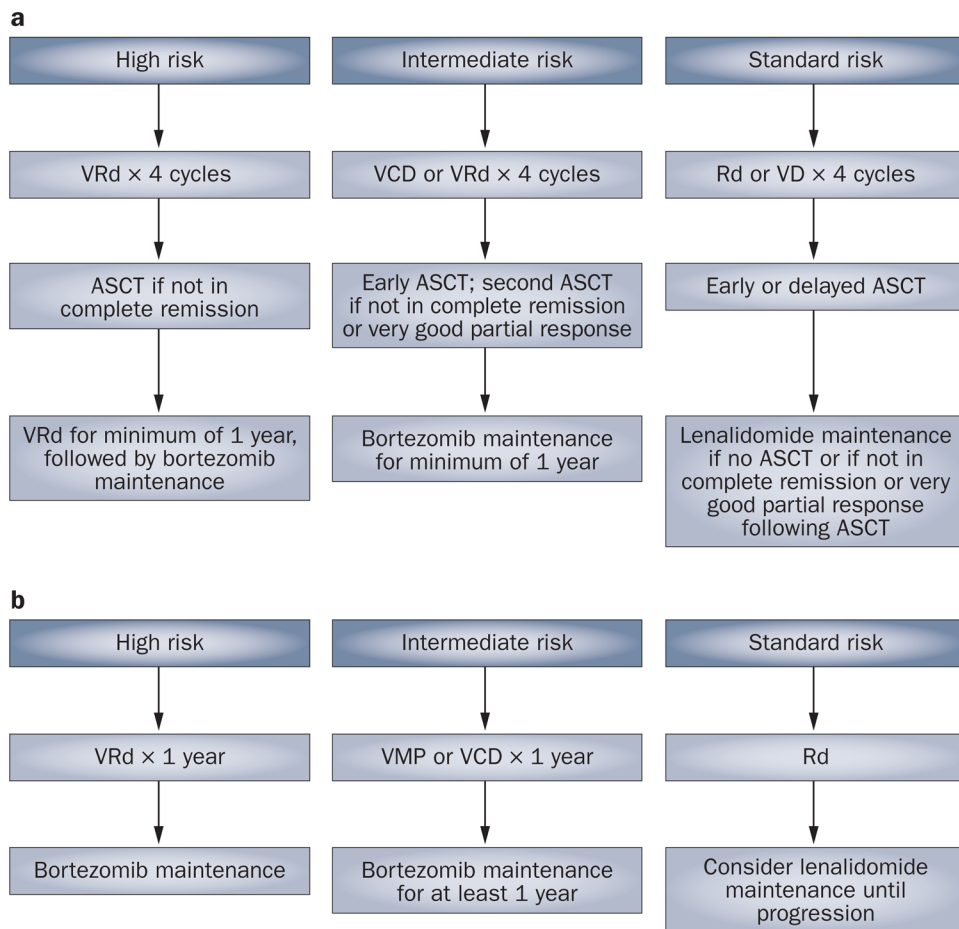 a
High risk
Intermediate risk
Standard risk
VRd × 4 cycles
VCD or VRd × 4 cycles
Rd or VD × 4 cycles
ASCT if not in
complete remission
Early ASCT; second ASCT
if not in complete remission
or very good partial response
Early or delayed ASCT
VRd for minimum of 1 year,
followed by bortezomib
maintenance
Bortezomib maintenance
for minimum of 1 year
Lenalidomide maintenance
if no ASCT or if not in
complete remission or very
good partial response
following ASCT
b
High risk
Intermediate risk
Standard risk
VRd × 1 year
VMP or VCD × 1 year
Rd
Bortezomib maintenance
Bortezomib maintenance
for at least 1 year
Consider lenalidomide
maintenance until
progression